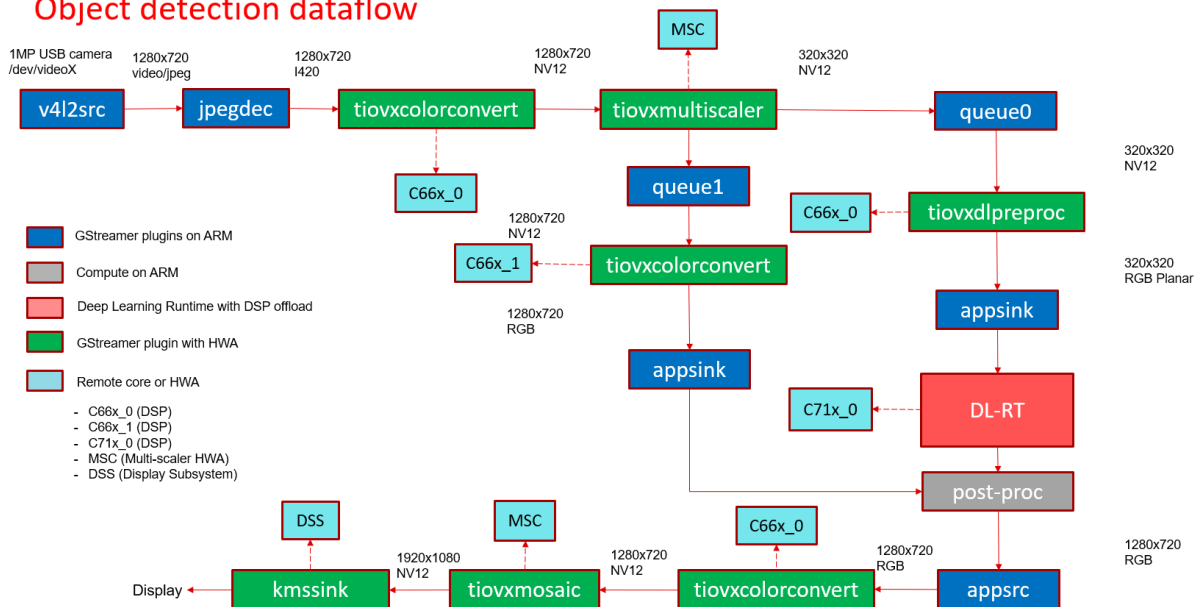 Object detection dataflow
1MP USB camera
/dev/videoX
1280x720
video/jpeg
1280x720
I420
1280x720
NV12
MSC
320x320
NV12
v4l2src
jpegdec
tiovxcolorconvert
tiovxmultiscaler
queue0
C66x_0
queue1
320x320
NV12
1280x720
NV12
C66x_0
tiovxdlpreproc
C66x_1
tiovxcolorconvert
320x320
RGB Planar
1280x720
RGB
appsink
appsink
GStreamer plugins on ARM
Compute on ARM
Deep Learning Runtime with DSP offload
GStreamer plugin with HWA
Remote core or HWA
- C66x_0 (DSP)
- C66x_1 (DSP)
- C71x_0 (DSP)
- MSC (Multi-scaler HWA)
- DSS (Display Subsystem)
C71x_0
DL-RT
post-proc
DSS
MSC
C66x_0
1280x720
RGB
1920x1080
NV12
1280x720
NV12
1280x720
RGB
Display
kmssink
tiovxmosaic
tiovxcolorconvert
appsrc